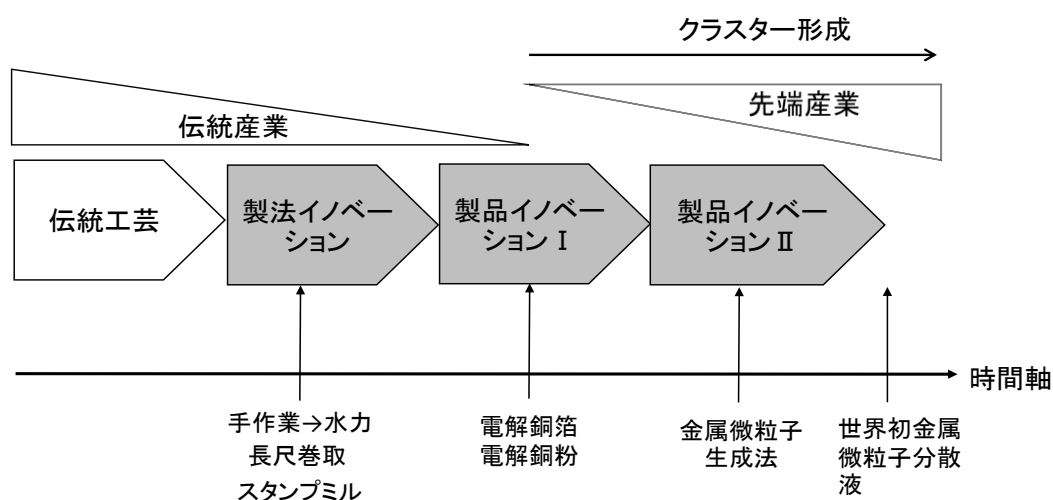 クラスター形成
先端産業
伝統産業
伝統工芸
製法イノベー
ション
製品イノベー
ションⅠ
製品イノベー
ションⅡ
時間軸
手作業→水力
長尺巻取
スタンプミル
電解銅箔
電解銅粉
金属微粒子
生成法
世界初金属
微粒子分散
液